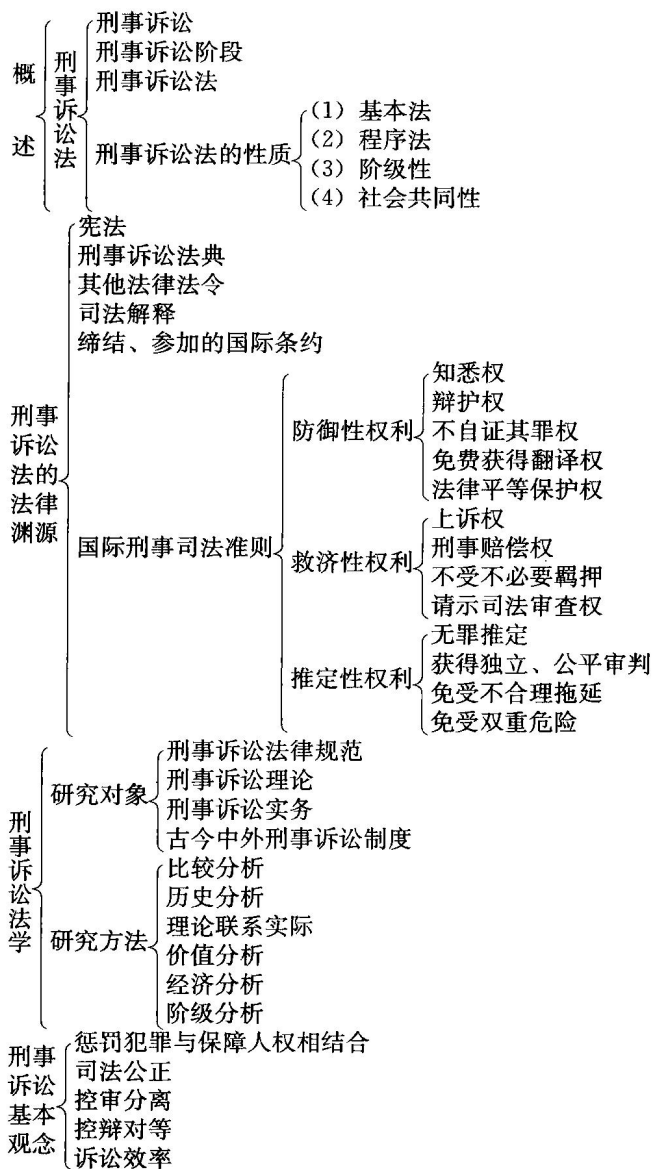 概述
刑事诉讼法
刑事诉讼
刑事诉讼阶段
刑事诉讼法
刑事诉讼法的性质
（1）基本法
（2）程序法
（3）阶级性
（4）社会共同性
刑事
诉讼
法的
法律
渊源
宪法
刑事诉讼法典
其他法律法令
司法解释
缔结、参加的国际条约
国际刑事司法准则
防御性权利
知悉权
辩护权
不自证其罪权
免费获得翻译权
法律平等保护权
救济性权利
上诉权
刑事赔偿权
不受不必要羁押
请示司法审查权
推定性权利
无罪推定
获得独立、公平审判
免受不合理拖延
免受双重危险
刑事诉讼法学
研究对象
刑事诉讼法律规范
刑事诉讼理论
刑事诉讼实务
古今中外刑事诉讼制度
研究方法
比较分析
历史分析
理论联系实际
价值分析
经济分析
阶级分析
刑事
诉讼
基本
观念
惩罚犯罪与保障人权相结合
司法公正
控审分离
控辩对等
诉讼效率